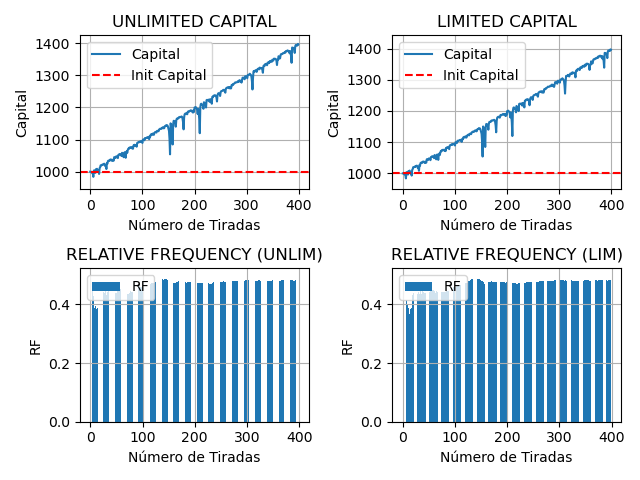 UNLIMITED CAPITAL
1400
1300
1200
1100
1000
Capital
Capital
Init Capital
0
100
200
300
400
Número de Tiradas
LIMITED CAPITAL
1400
1300
1200
1100
1000
Capital
Capital
Init Capital
0
100
200
300
400
Número de Tiradas
RELATIVE FREQUENCY (UNLIM)
0.4
0.2
0.0
RF
RF
0
100
200
300
400
Número de Tiradas
RELATIVE FREQUENCY (LIM)
0.4
0.2
0.0
RF
RF
0
100
200
300
400
Número de Tiradas